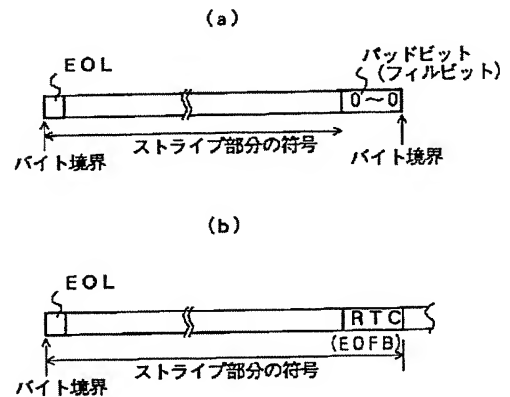 (a)
EOL
パッドビット
(フィルビット)
0～0
ストライプ部分の符号
バイト境界
バイト境界
(b)
EOL
RTC
(EOFB)
ストライプ部分の符号
バイト境界